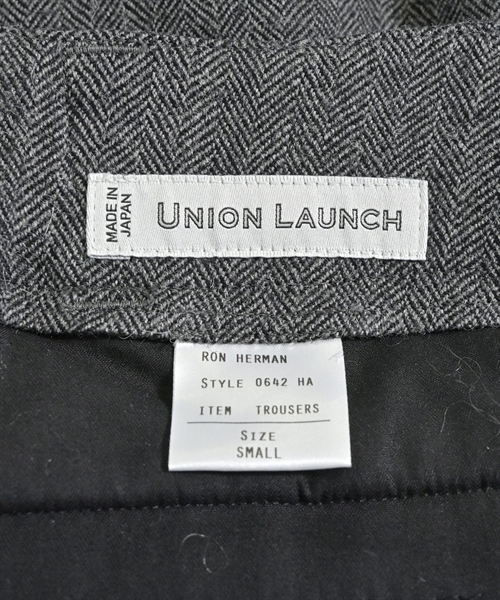 MADE IN
JAPAN
UNION LAUNCH
RON HERMAN
STYLE 0642 HA
ITEM TROUSERS
SIZE
SMALL